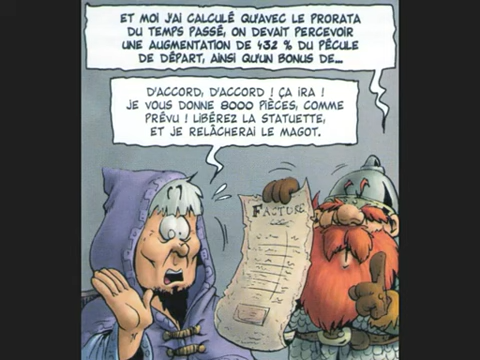 ET MOI J'AI CALCULÉ QU'AVEC LE PRORATA
DU TEMPS PASSÉ, ON DEVAIT PERCEVOIR
UNE AUGMENTATION DE 432 % DU PÉCULE
DE DÉPART, AINSI QU'UN BONUS DE...
D'ACCORD, D'ACCORD ! ÇA IRA !
JE VOUS DONNE 8000 PIÈCES, COMME
PRÉVU ! LIBÉREZ LA STATUETTE,
ET JE RELÂCHERAI LE MAGOT.
FACTURE